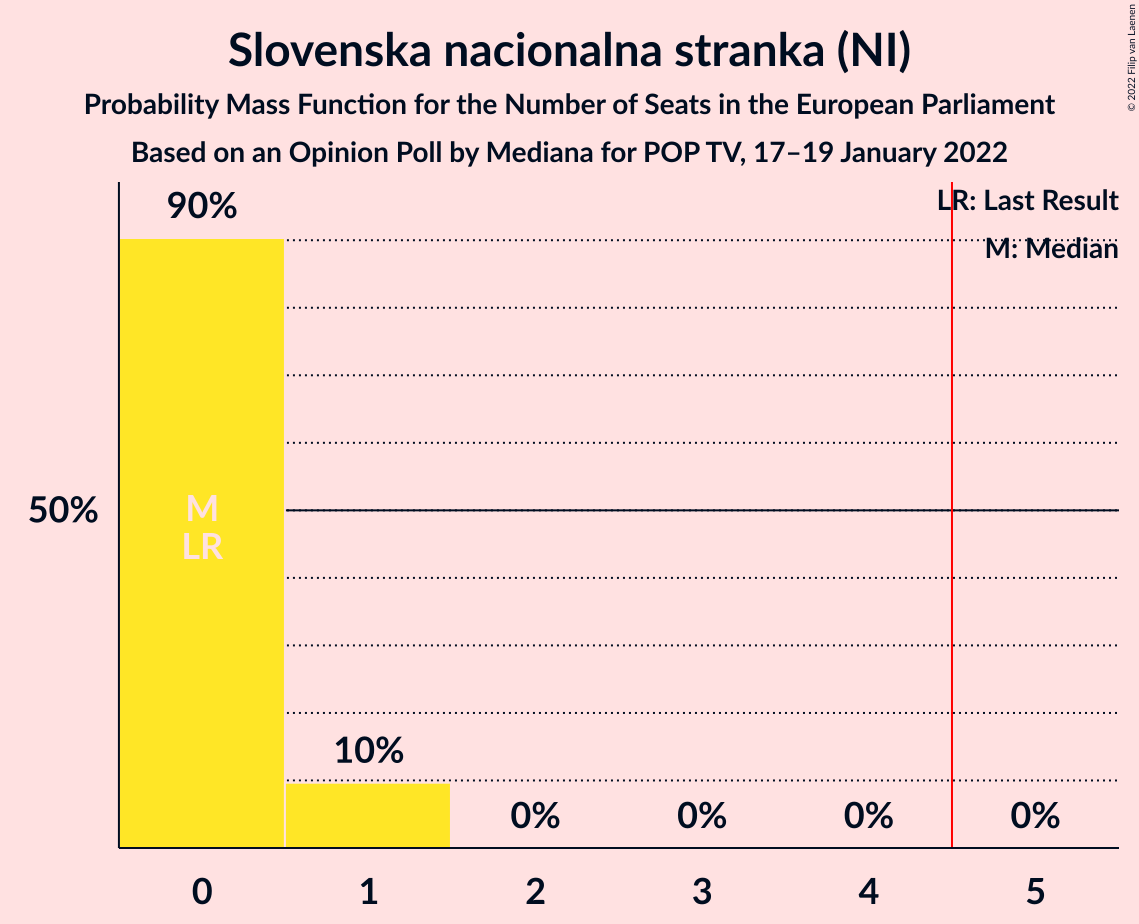 Slovenska nacionalna stranka (NI)
Probability Mass Function for the Number of Seats in the European Parliament
Based on an Opinion Poll by Mediana for POP TV, 17–19 January 2022
© 2022 Filip van Laenen
LR: Last Result
M: Median
90%
50%
M
LR
10%
0%
0%
0%
0%
0
1
2
3
4
5